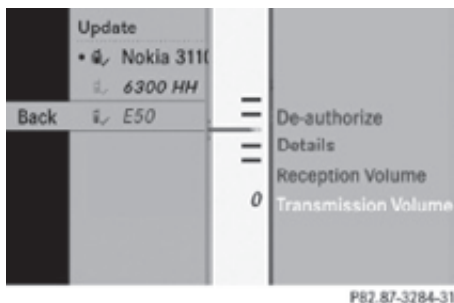 Update
Nokia 3110
6300 HH
Back
E50
De-authorize
Details
Reception Volume
0
Transmission Volume
P82.87-3284-31